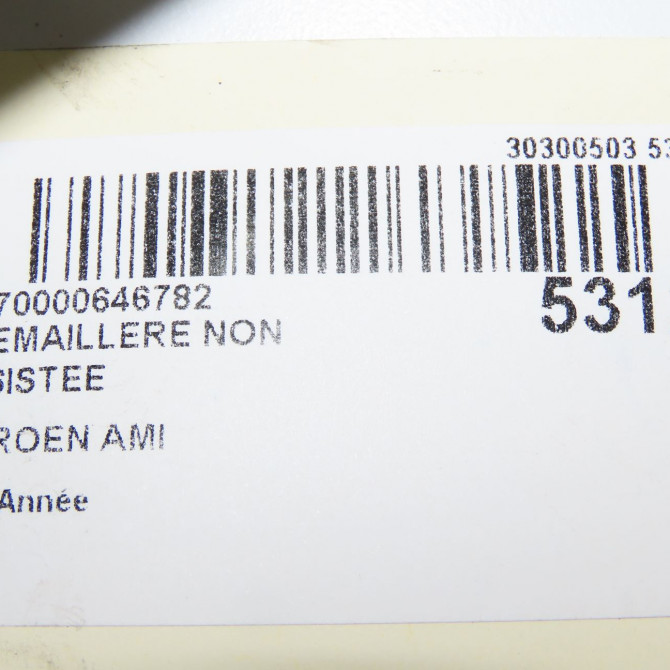 30300503 53
70000646782
531
EMAILLERE NON
SISTEE
ROEN AMI
Année